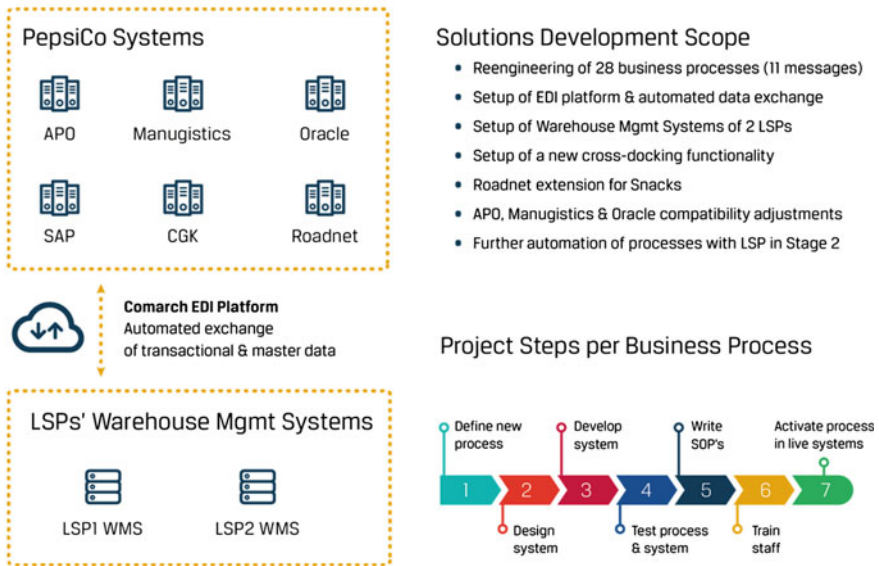 PepsiCo Systems
APO
Manugistics
Oracle
SAP
CGK
Roadnet
Comarch EDI Platform
Automated exchange
of transactional & master data
LSPs' Warehouse Mgmt Systems
LSP1 WMS
LSP2 WMS
Solutions Development Scope
• Reengineering of 28 business processes (11 messages)
• Setup of EDI platform & automated data exchange
• Setup of Warehouse Mgmt Systems of 2 LSPs
• Setup of a new cross-docking functionality
• Roadnet extension for Snacks
• APO, Manugistics & Oracle compatibility adjustments
• Further automation of processes with LSP in Stage 2
Project Steps per Business Process
Define new
process
Develop
system
Write
SOP's
Activate process
in live systems
1
2
3
4
5
6
7
Design
system
Test process
& system
Train
staff